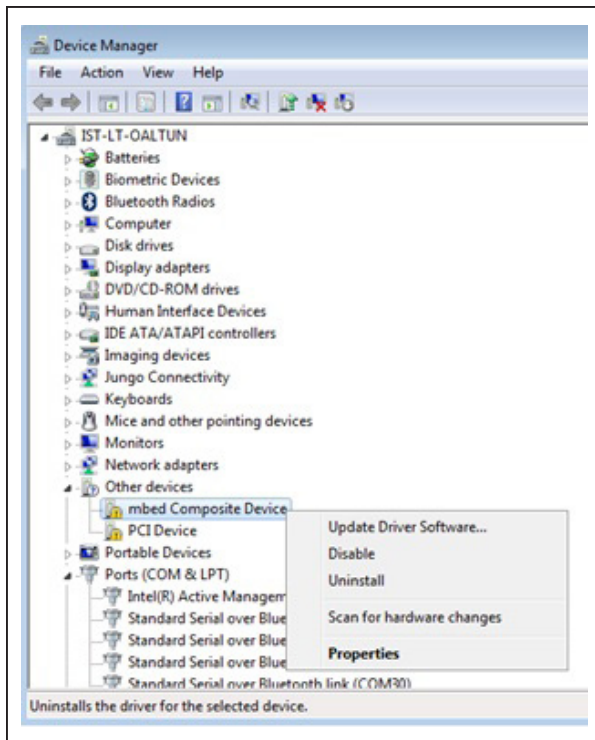 Device Manager
File Action View Help
IST-LT-OALTUN
Batteries
Biometric Devices
Bluetooth Radios
Computer
Disk drives
Display adapters
DVD/CD-ROM drives
Human Interface Devices
IDE ATA/ATAPI controllers
Imaging devices
Jungo Connectivity
Keyboards
Mice and other pointing devices
Monitors
Network adapters
Other devices
mbed Composite Device
PCI Device
Portable Devices
Ports (COM & LPT)
Intel(R) Active Managem
Standard Serial over Blue
Standard Serial over Blue
Standard Serial over Blue
Standard Serial over Bluetooth link (COM30)
Update Driver Software...
Disable
Uninstall
Scan for hardware changes
Properties
Uninstalls the driver for the selected device.